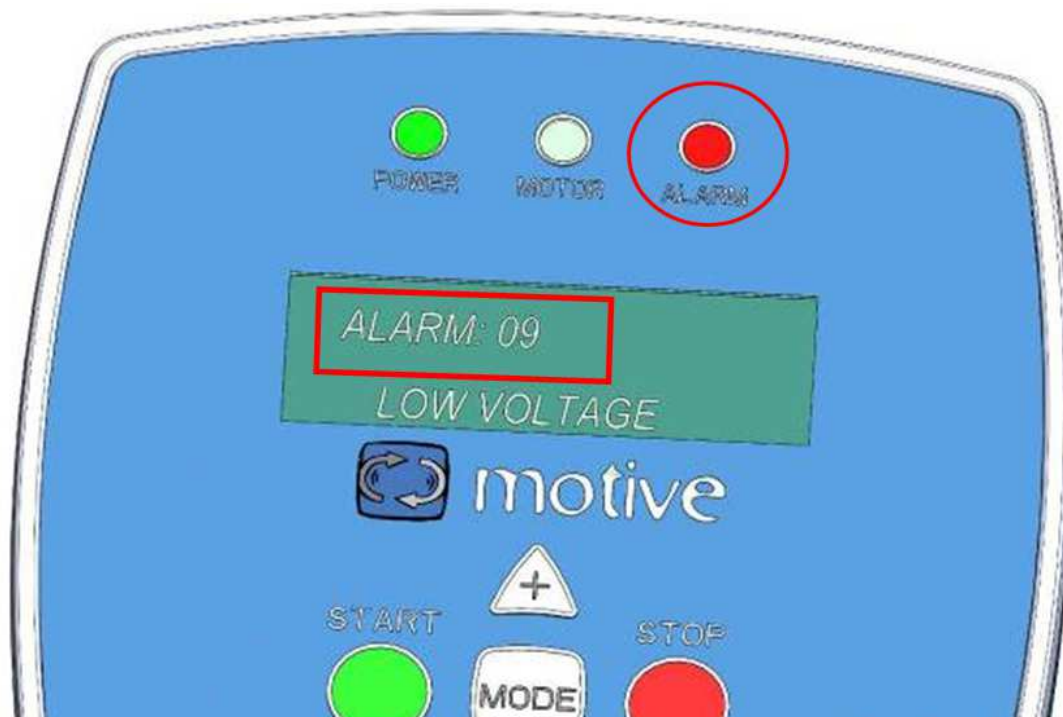 POWER MOTOR ALARM
ALARM: 09
LOW VOLTAGE
motive
+
START STOP
MODE